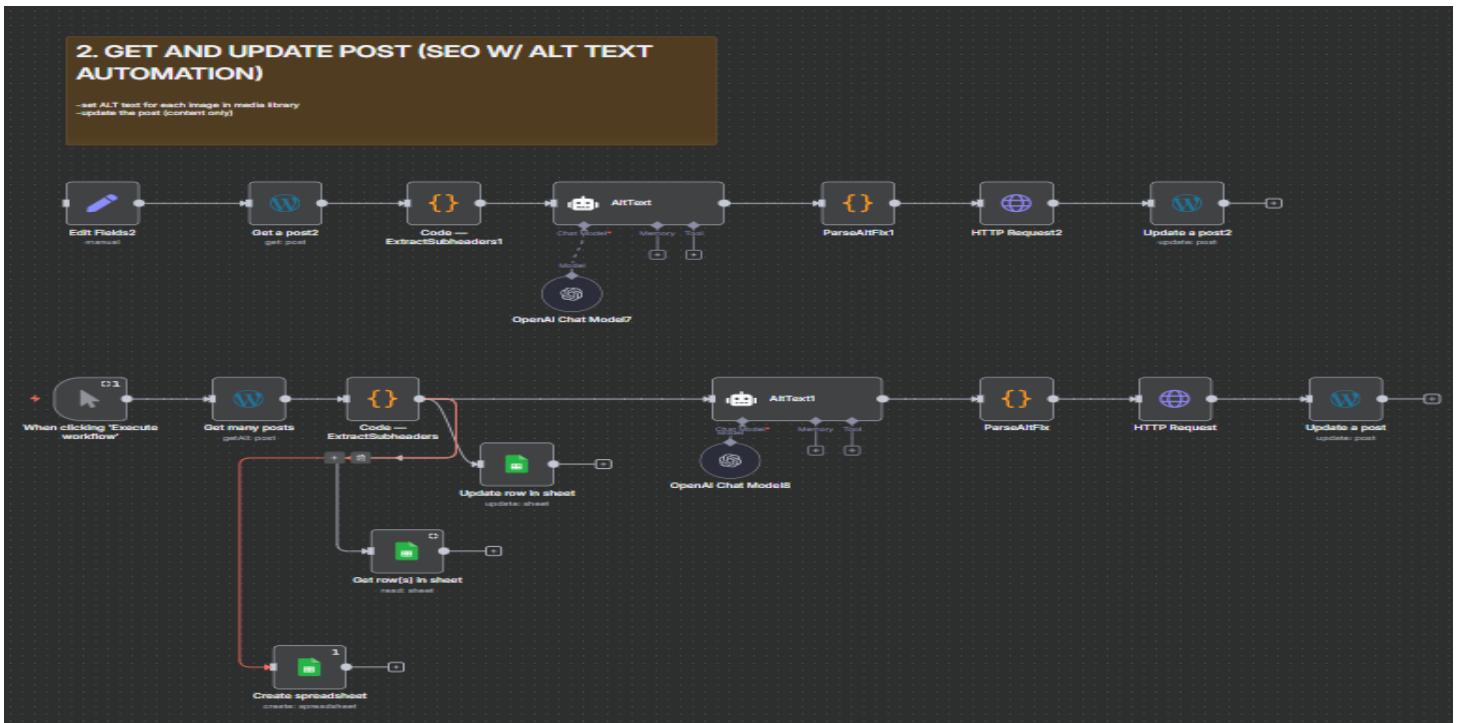 2. GET AND UPDATE POST (SEO W/ ALT TEXT
AUTOMATION)
-set ALT text for each image in media library
-update the post (content only)
Edit Fields2
manual
Get a post2
get: post
Code —
ExtractSubheaders1
AltText
Chat Model*
Memory
Tool
Model
OpenAI Chat Model7
ParseAltFix1
HTTP Request2
Update a post2
update: post
1
When clicking 'Execute
workflow'
Get many posts
getAll: post
Code —
ExtractSubheaders
AltText1
Chat Model*
Memory
Tool
Model
OpenAI Chat Model8
ParseAltFix
HTTP Request
Update a post
update: post
Update row in sheet
update: sheet
Get row(s) in sheet
read: sheet
1
Create spreadsheet
create: spreadsheet